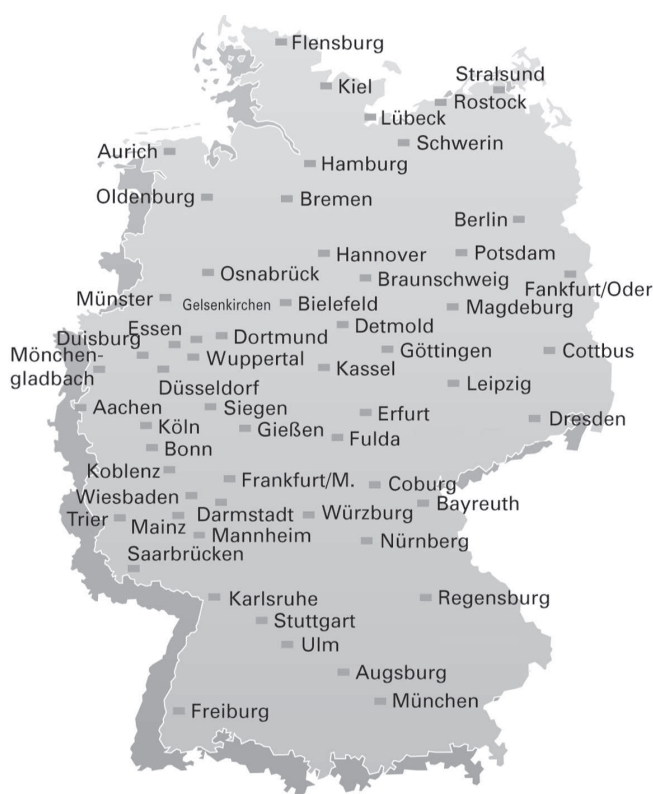 Flensburg
Stralsund
Kiel
Rostock
Lübeck
Schwerin
Aurich
Hamburg
Oldenburg
Bremen
Berlin
Hannover
Potsdam
Osnabrück
Braunschweig
Fankfurt/Oder
Münster
Gelsenkirchen
Bielefeld
Magdeburg
Essen
Detmold
Duisburg
Dortmund
Mönchen-
gladbach
Wuppertal
Göttingen
Cottbus
Kassel
Düsseldorf
Leipzig
Aachen
Siegen
Erfurt
Dresden
Köln
Gießen
Fulda
Bonn
Koblenz
Frankfurt/M.
Coburg
Wiesbaden
Bayreuth
Trier
Mainz
Darmstadt
Würzburg
Mannheim
Nürnberg
Saarbrücken
Karlsruhe
Regensburg
Stuttgart
Ulm
Augsburg
München
Freiburg